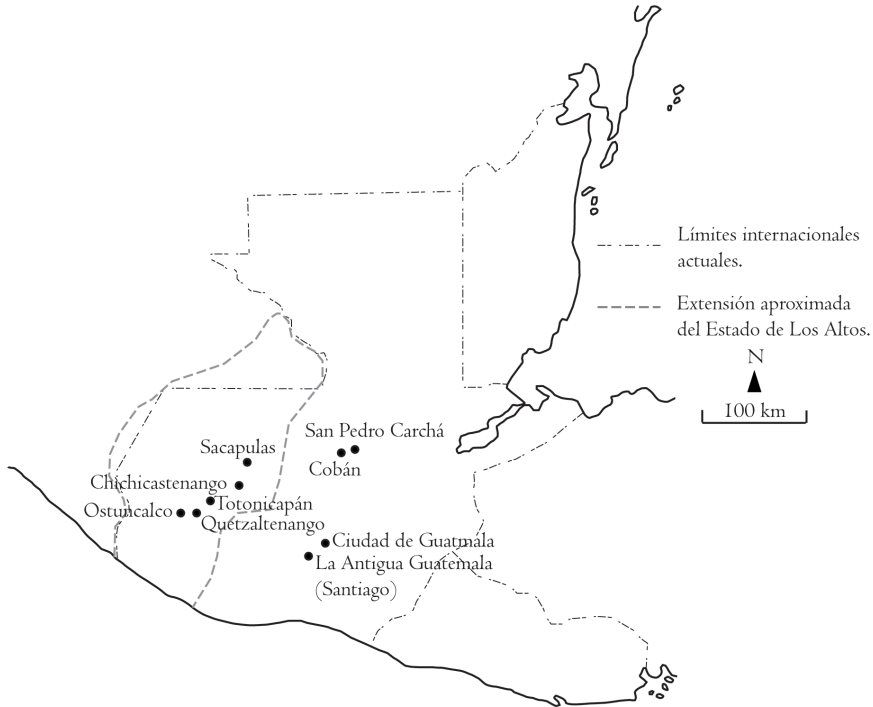 Límites internacionales
actuales.
Extensión aproximada
del Estado de Los Altos.
N
100 km
San Pedro Carchá
Sacapulas
Cobán
Chichicastenango
Totonicapán
Ostuncalco
Quetzaltenango
Ciudad de Guatmala
La Antigua Guatemala
(Santiago)